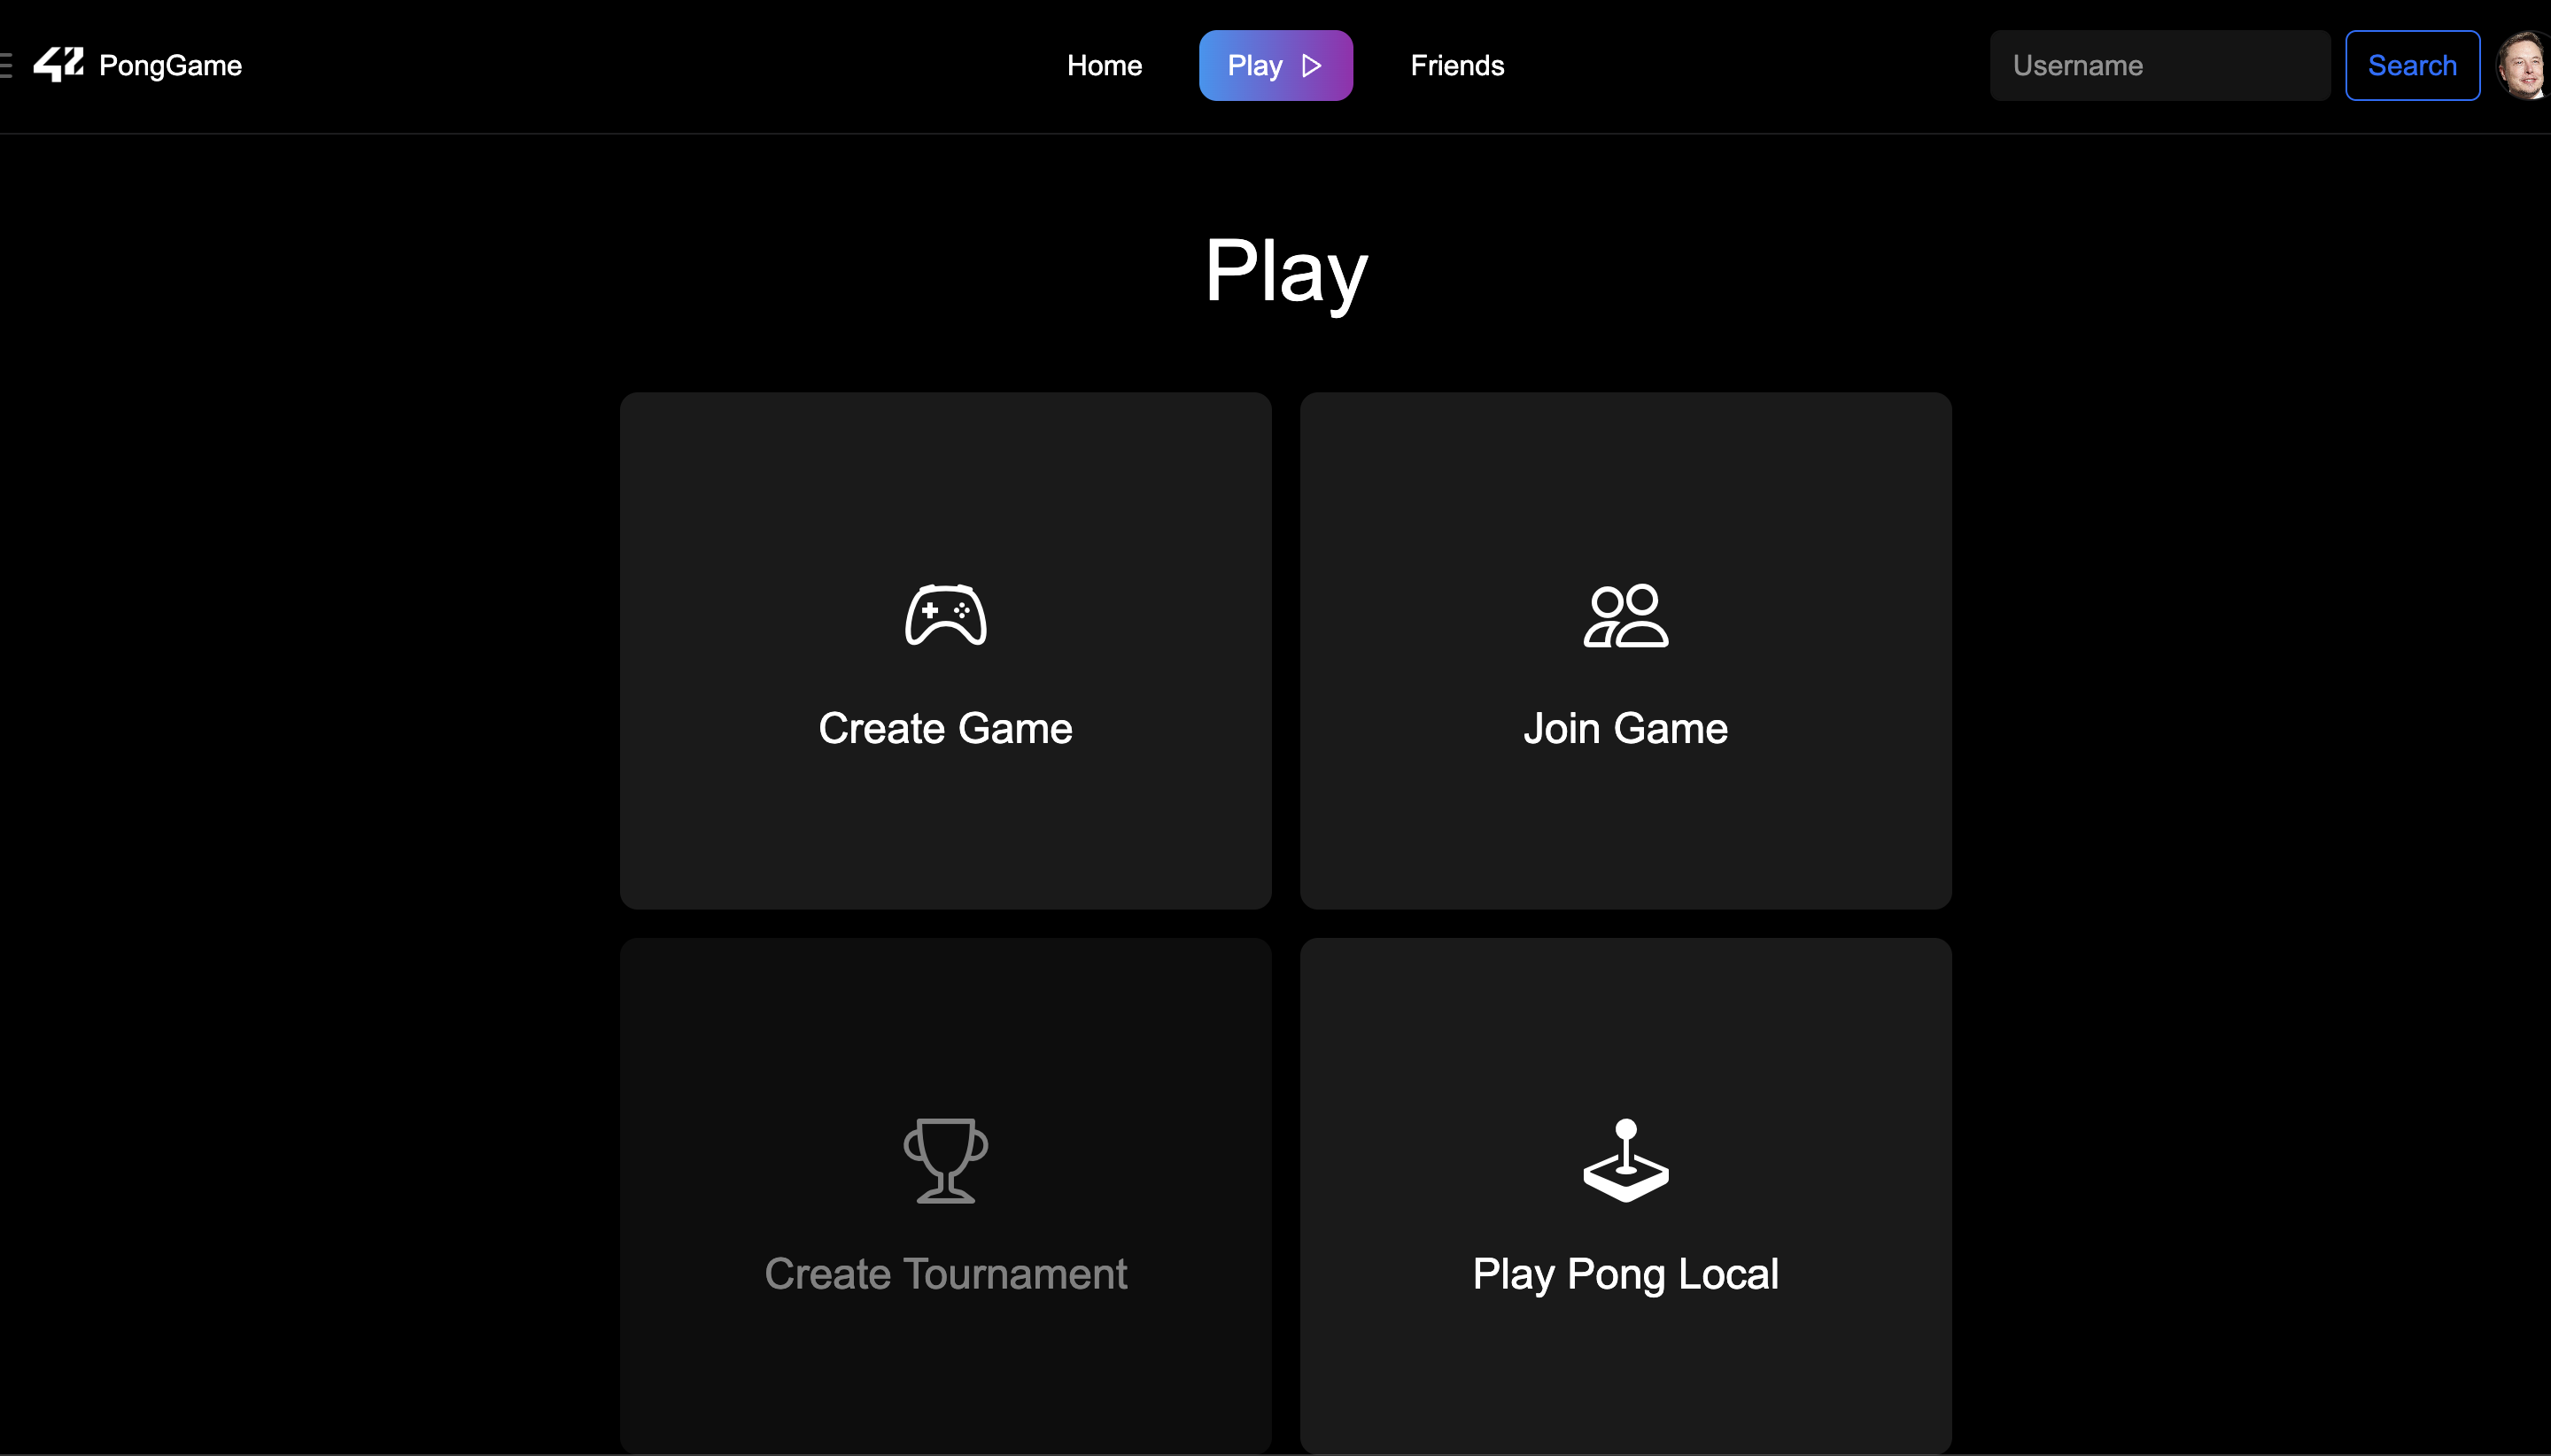 42 PongGame
Home
Play
Friends
Username
Search
Play
Create Game
Join Game
Create Tournament
Play Pong Local